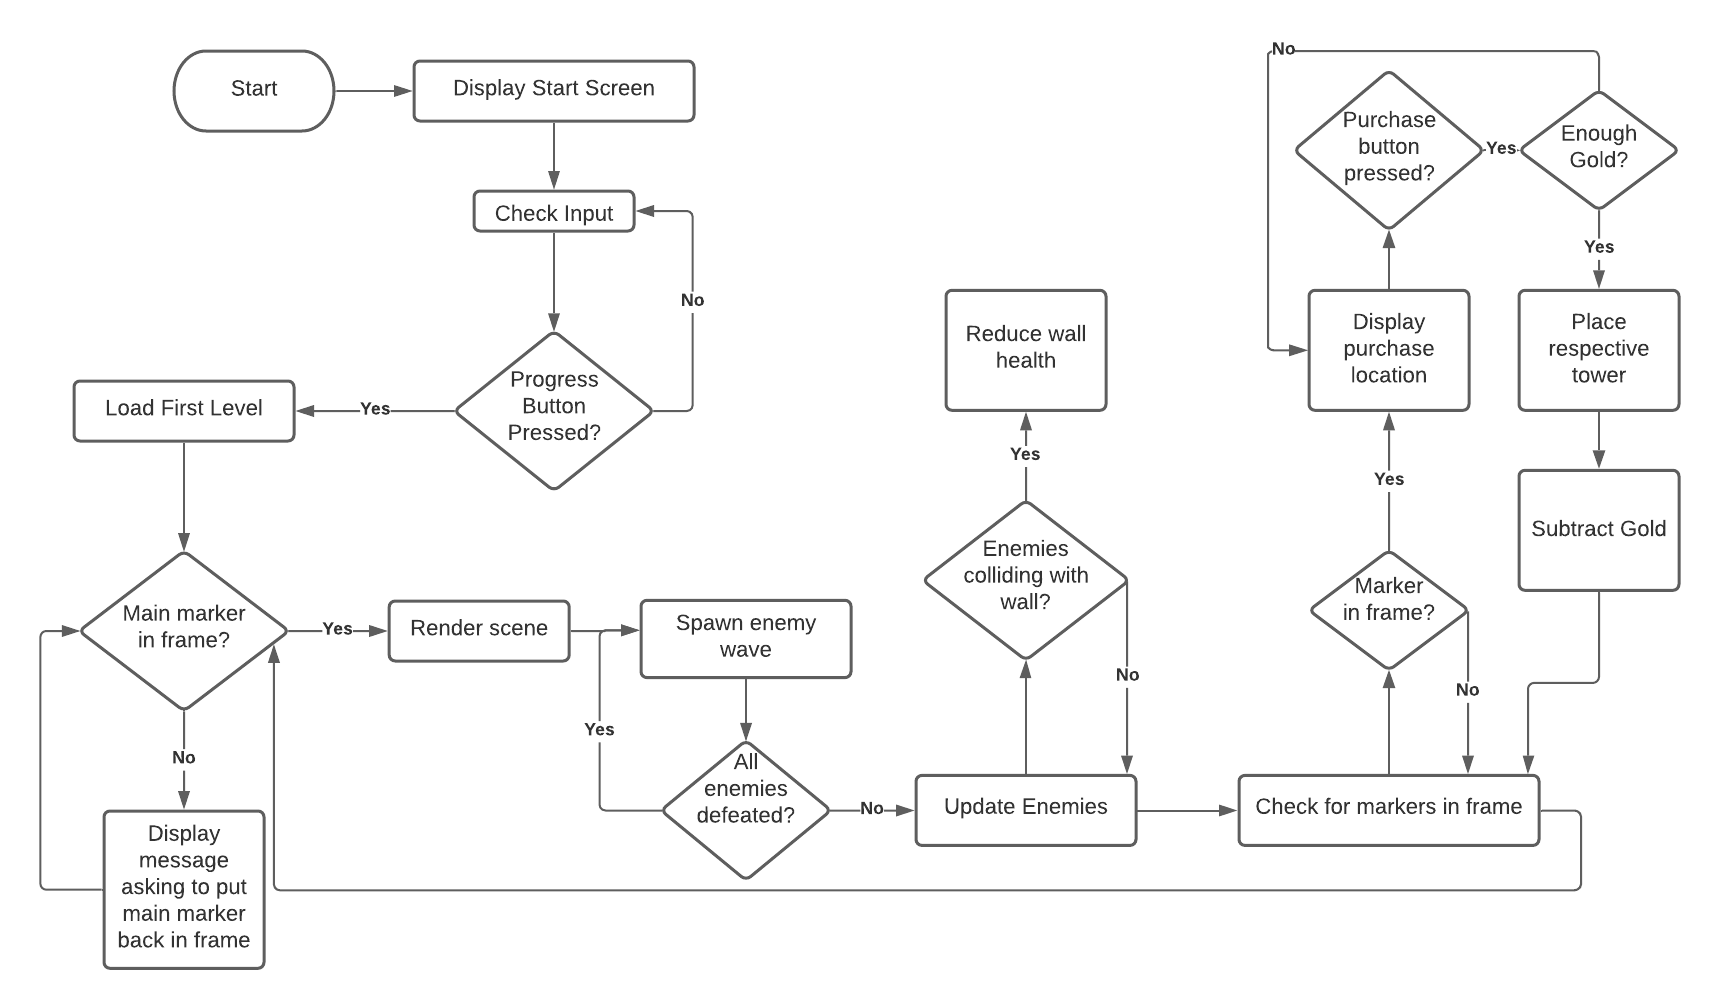 Start
Display Start Screen
Check Input
No
Progress
Button
Pressed?
Yes
Load First Level
Main marker
in frame?
Yes
No
Display
message
asking to put
main marker
back in frame
Render scene
Spawn enemy
wave
Yes
All
enemies
defeated?
No
Update Enemies
Enemies
colliding with
wall?
Yes
No
Reduce wall
health
Check for markers in frame
Marker
in frame?
Yes
No
Display
purchase
location
Purchase
button
pressed?
Yes
Enough
Gold?
No
Yes
Place
respective
tower
Subtract Gold